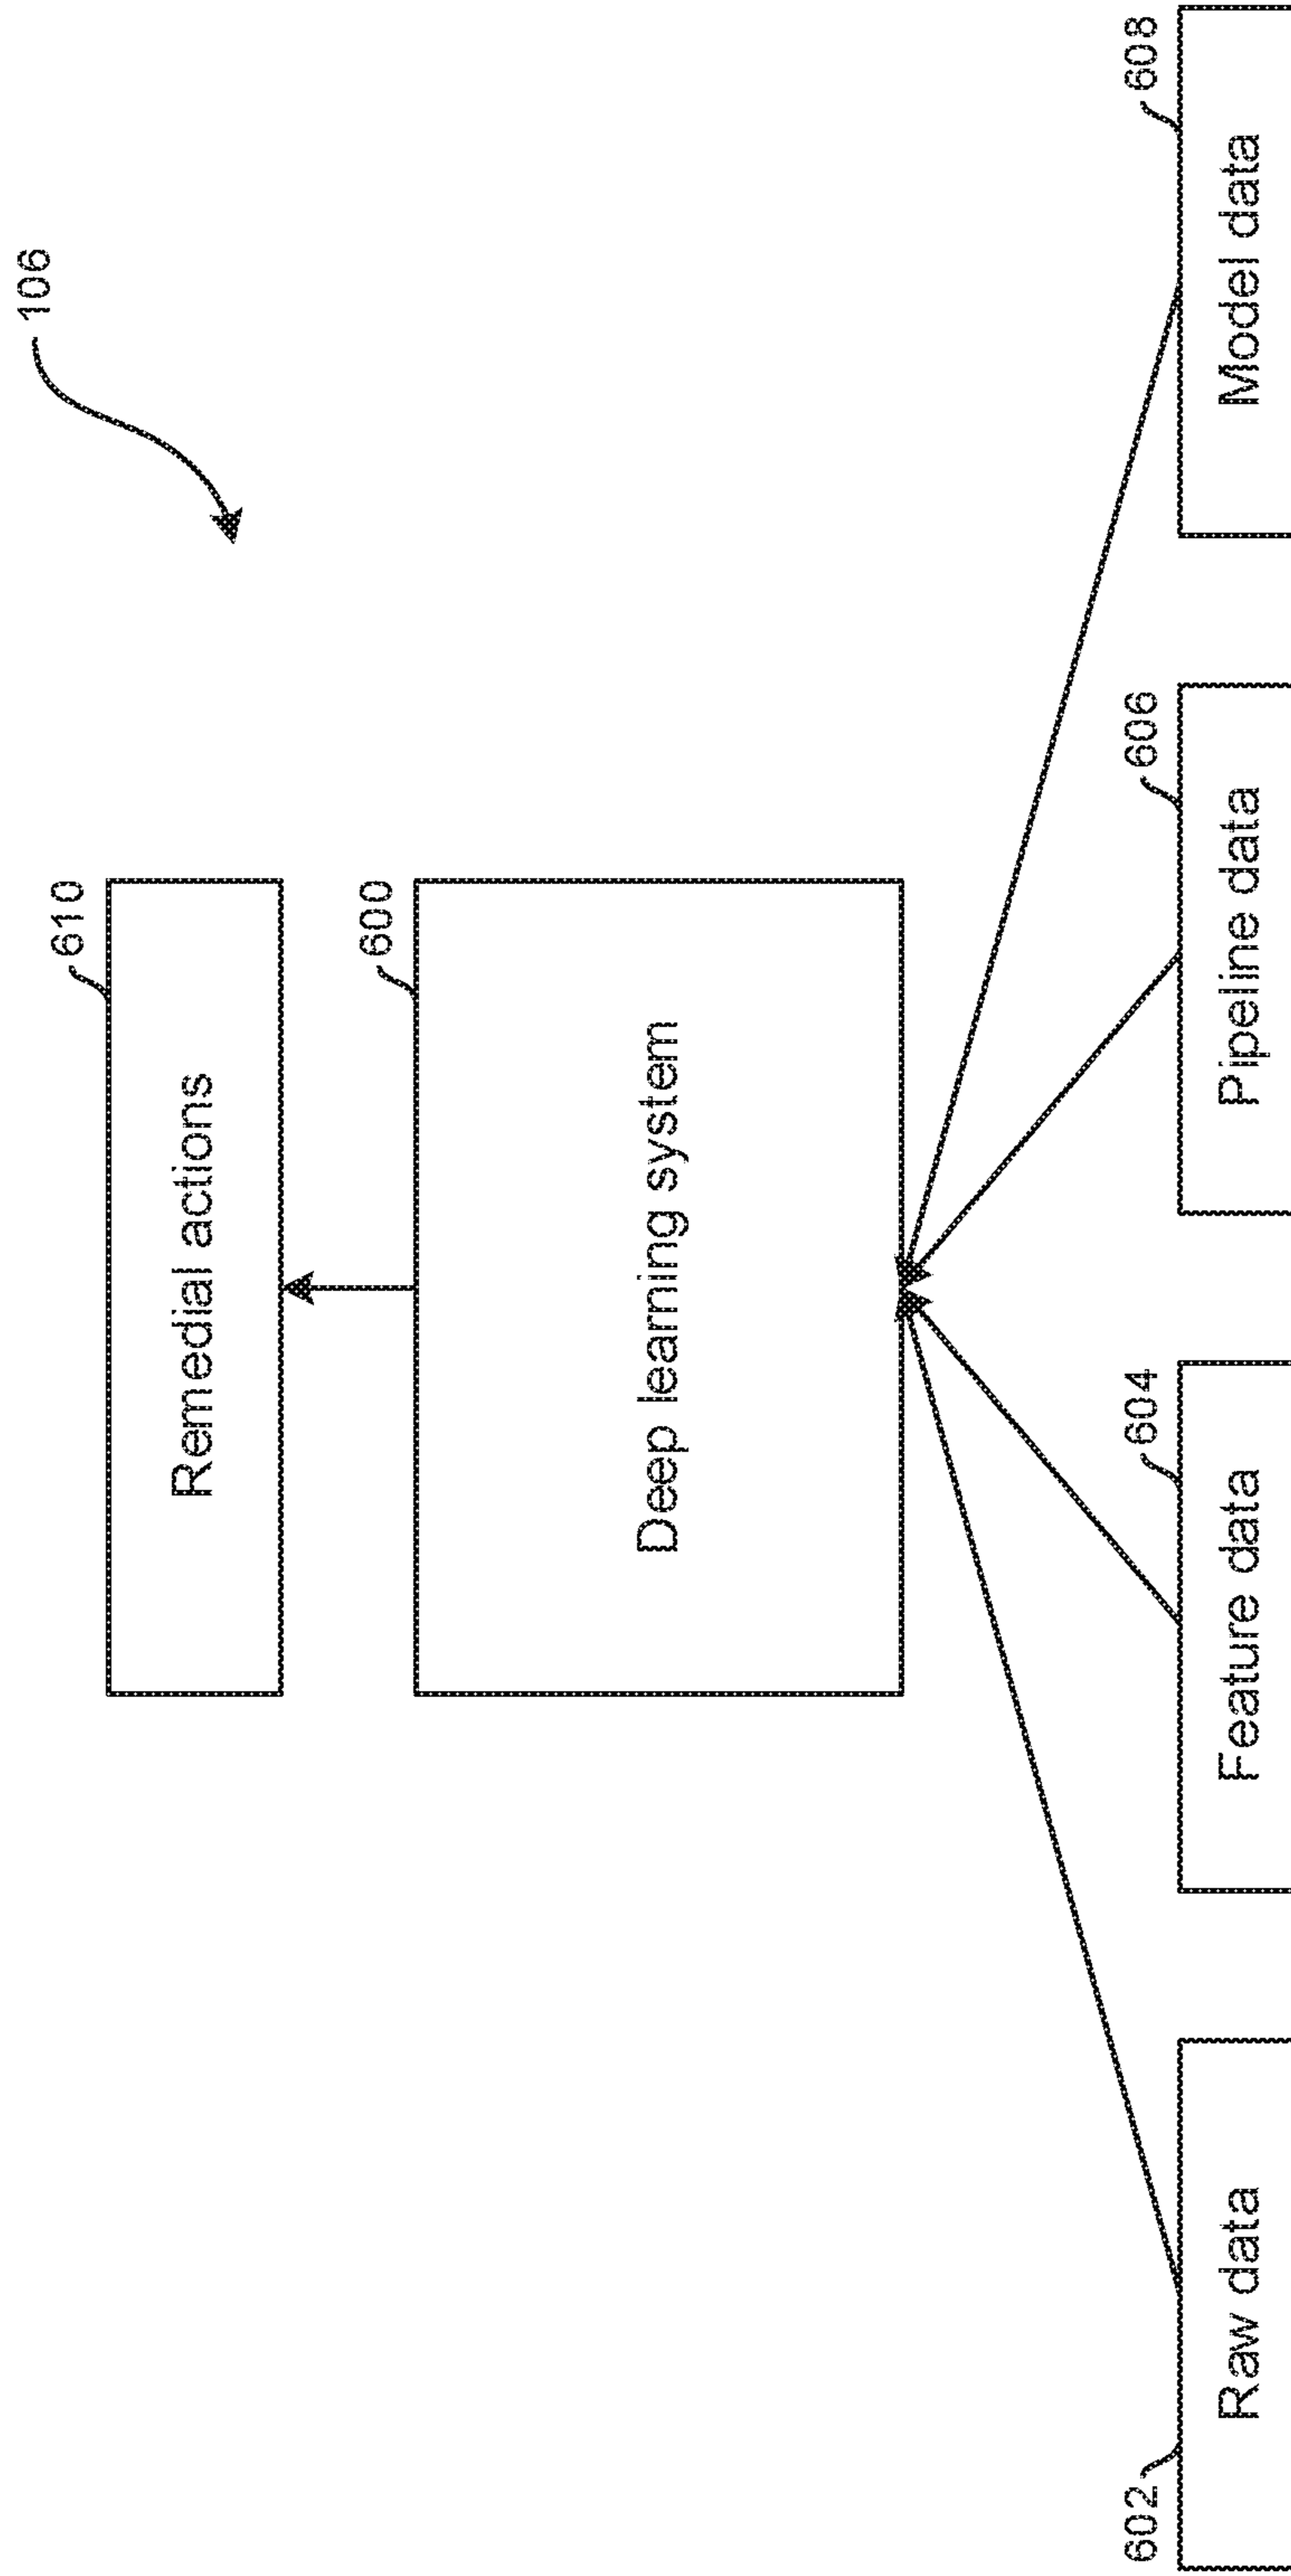 106
610
Remedial actions
600
Deep learning system
602
Raw data
604
Feature data
606
Pipeline data
608
Model data